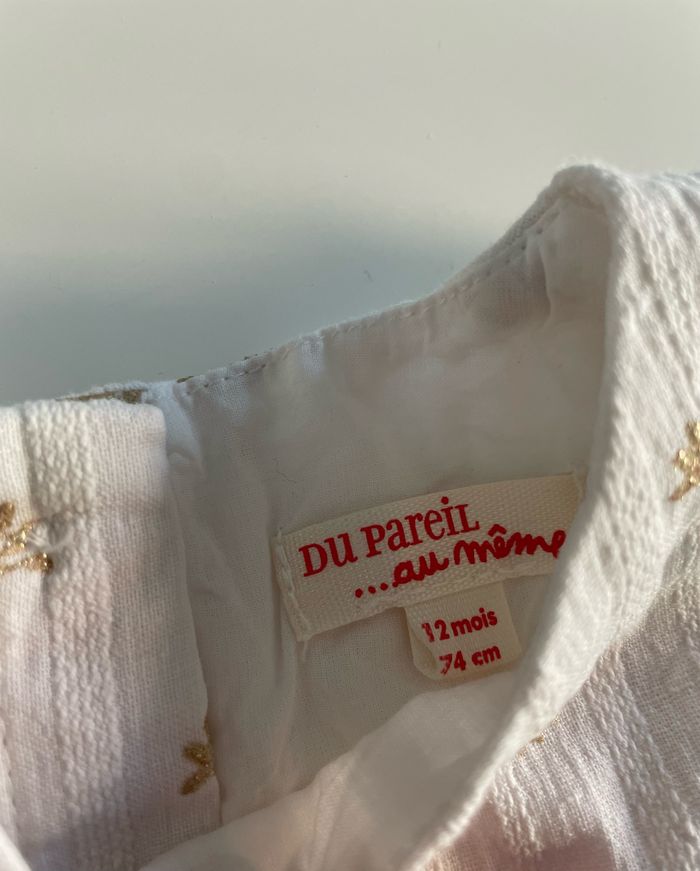 DU PaReiL
...au même
12 mois
74 cm